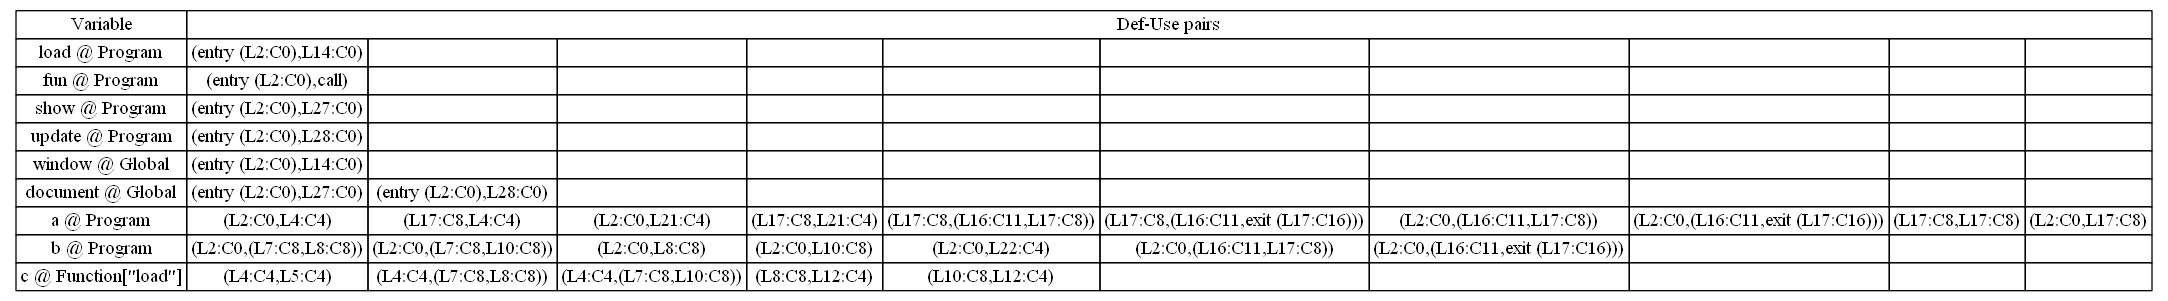 Variable Def-Use pairs
load @ Program (entry (L2:C0),L14:C0)
fun @ Program (entry (L2:C0),call)
show @ Program (entry (L2:C0),L27:C0)
update @ Program (entry (L2:C0),L28:C0)
window @ Global (entry (L2:C0),L14:C0)
document @ Global (entry (L2:C0),L27:C0) (entry (L2:C0),L28:C0)
a @ Program (L2:C0,L4:C4) (L17:C8,L4:C4) (L2:C0,L21:C4) (L17:C8,L21:C4) (L17:C8,(L16:C11,L17:C8)) (L17:C8,(L16:C11,exit (L17:C16))) (L2:C0,(L16:C11,L17:C8)) (L2:C0,(L16:C11,exit (L17:C16))) (L17:C8,L17:C8) (L2:C0,L17:C8)
b @ Program (L2:C0,(L7:C8,L8:C8)) (L2:C0,(L7:C8,L10:C8)) (L2:C0,L8:C8) (L2:C0,L10:C8) (L2:C0,L22:C4) (L2:C0,(L16:C11,L17:C8)) (L2:C0,(L16:C11,exit (L17:C16)))
c @ Function["load"] (L4:C4,L5:C4) (L4:C4,(L7:C8,L8:C8)) (L4:C4,(L7:C8,L10:C8)) (L8:C8,L12:C4) (L10:C8,L12:C4)